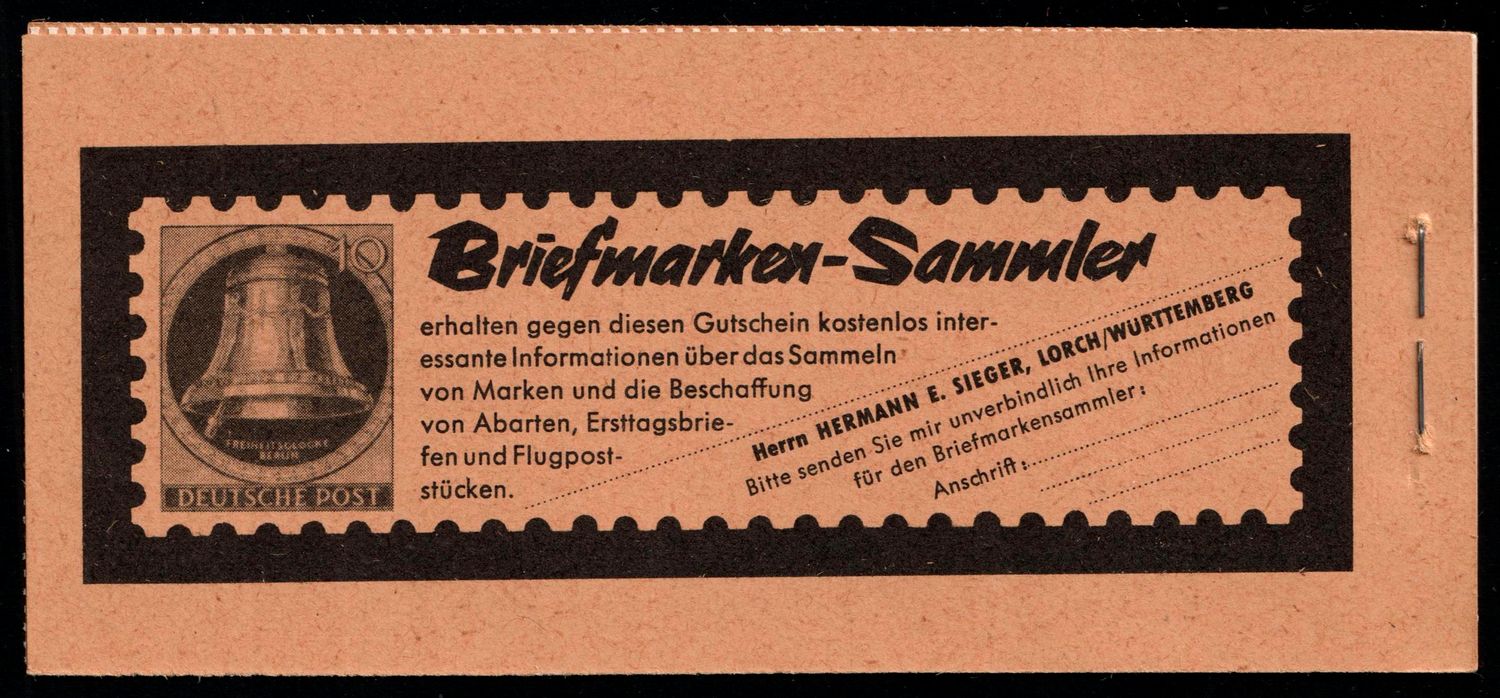 10
FREIHEITSGLOCKE
BERLIN
DEUTSCHE POST
Briefmarken-Sammler
erhalten gegen diesen Gutschein kostenlos inter-
essante Informationen über das Sammeln
von Marken und die Beschaffung
von Abarten, Ersttagsbrie-
fen und Flugpost-
stücken.
Herrn HERMANN E. SIEGER, LORCH/WÜRTTEMBERG
Bitte senden Sie mir unverbindlich Ihre Informationen
für den Briefmarkensammler:
Anschrift: